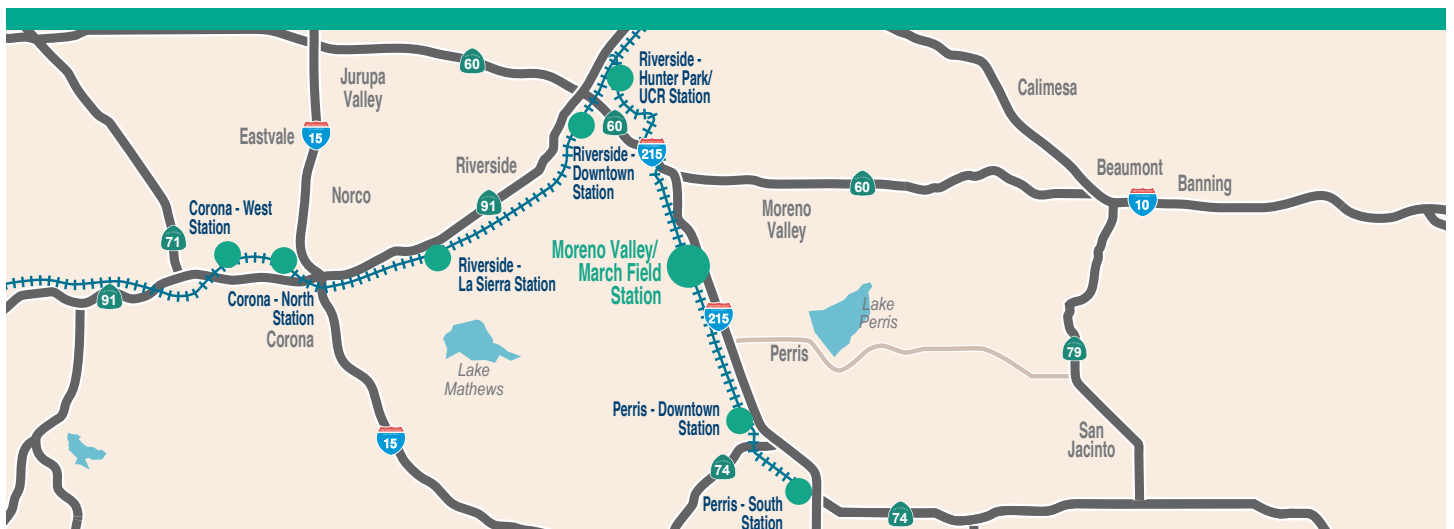 60
Jurupa
Valley
Riverside -
Hunter Park/
UCR Station
Calimesa
Eastvale
15
60
215
Riverside
Riverside -
Downtown
Station
Beaumont
Banning
60
10
Norco
91
Corona - West
Station
Moreno
Valley
71
Moreno Valley/
March Field
Station
Riverside -
La Sierra Station
91
Corona - North
Station
Corona
215
Lake
Perris
Perris
79
Lake
Mathews
Perris - Downtown
Station
15
San
Jacinto
74
Perris - South
Station
74